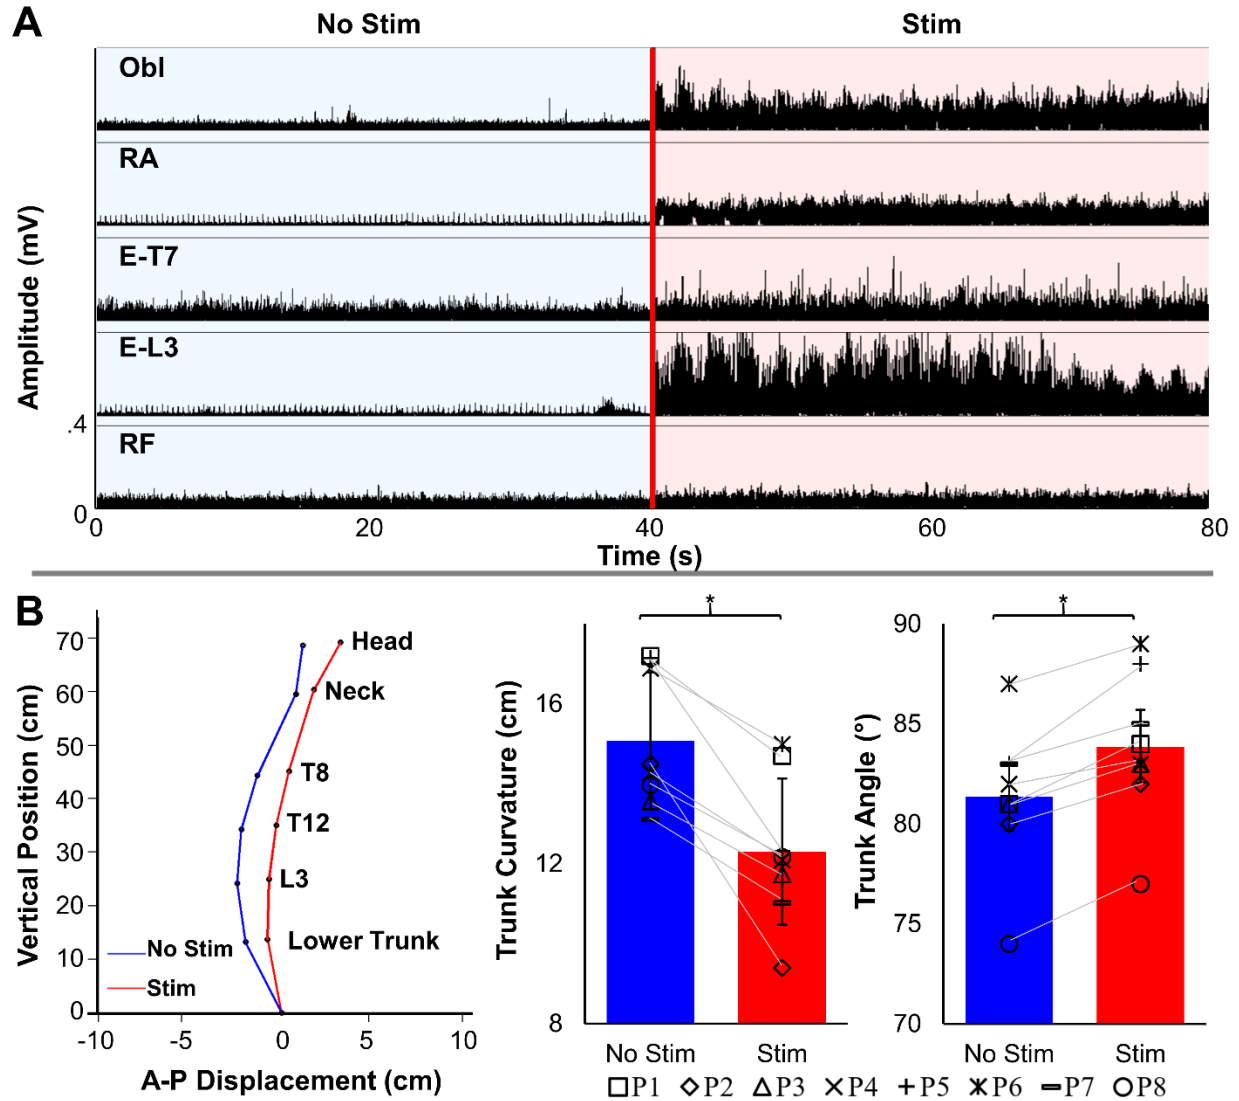 A
No Stim Stim
Obl
RA
E-T7
E-L3
RF
Amplitude (mV)
.4
0
0 20 40 60 80
Time (s)
B
Vertical Position (cm)
70
60
50
40
30
20
10
0
Head
Neck
T8
T12
L3
Lower Trunk
No Stim
Stim
-10 -5 0 5 10
A-P Displacement (cm)
*
Trunk Curvature (cm)
16
12
8
No Stim Stim
*
Trunk Angle (°)
90
85
80
75
70
No Stim Stim
P1 P2 P3 P4 P5 P6 P7 P8